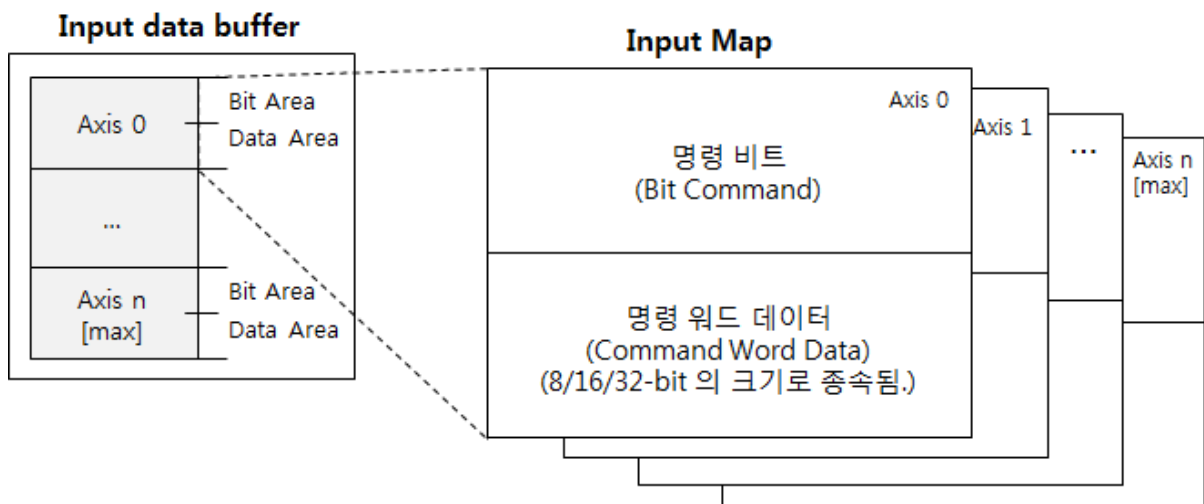 Input data buffer
Axis 0
Bit Area
Data Area
...
Axis n
[max]
Bit Area
Data Area
Input Map
Axis 0
명령 비트
(Bit Command)
명령 워드 데이터
(Command Word Data)
(8/16/32-bit 의 크기로 종속됨.)
Axis 1
...
Axis n
[max]